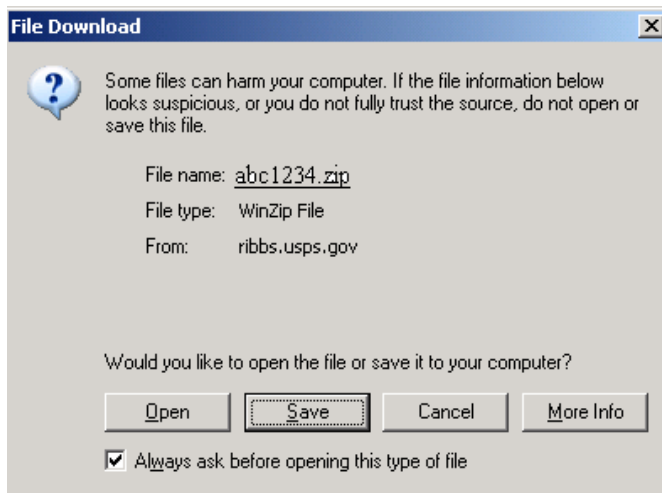 File Download
Some files can harm your computer. If the file information below
looks suspicious, or you do not fully trust the source, do not open or
save this file.
File name: abc1234.zip
File type: WinZip File
From: ribbs.usps.gov
Would you like to open the file or save it to your computer?
Open Save Cancel More Info
Always ask before opening this type of file